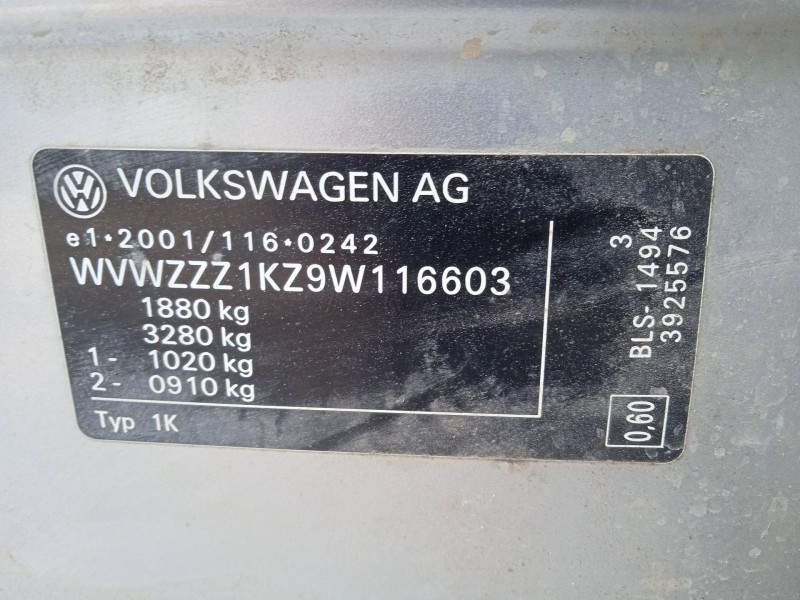 VOLKSWAGEN AG
e1*2001/116*0242
WVWZZZ1KZ9W116603
1880 kg
3280 kg
1- 1020 kg
2- 0910 kg
Typ 1K
3
BLS- 1494
3925576
0,60